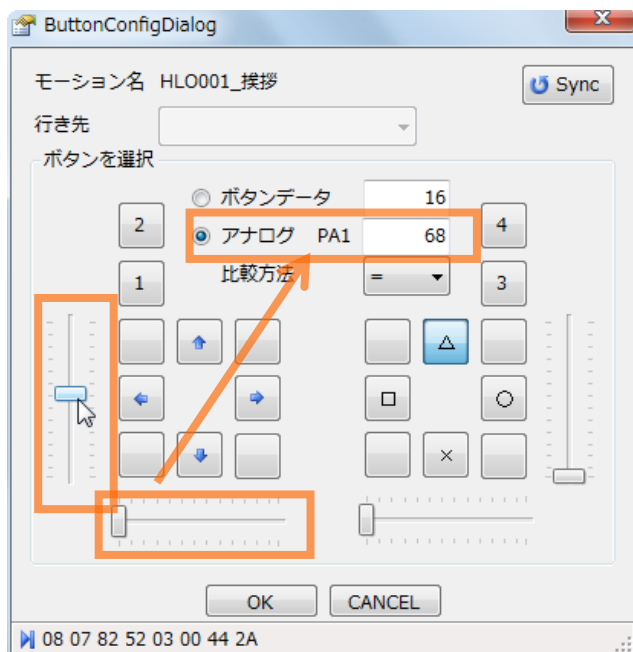 ButtonConfigDialog
モーション名 HLO001_挨拶
Sync
行き先
ボタンを選択
ボタンデータ 16
2
アナログ PA1 68
4
1
比較方法 =
3
△
□
○
×
OK
CANCEL
08 07 82 52 03 00 44 2A